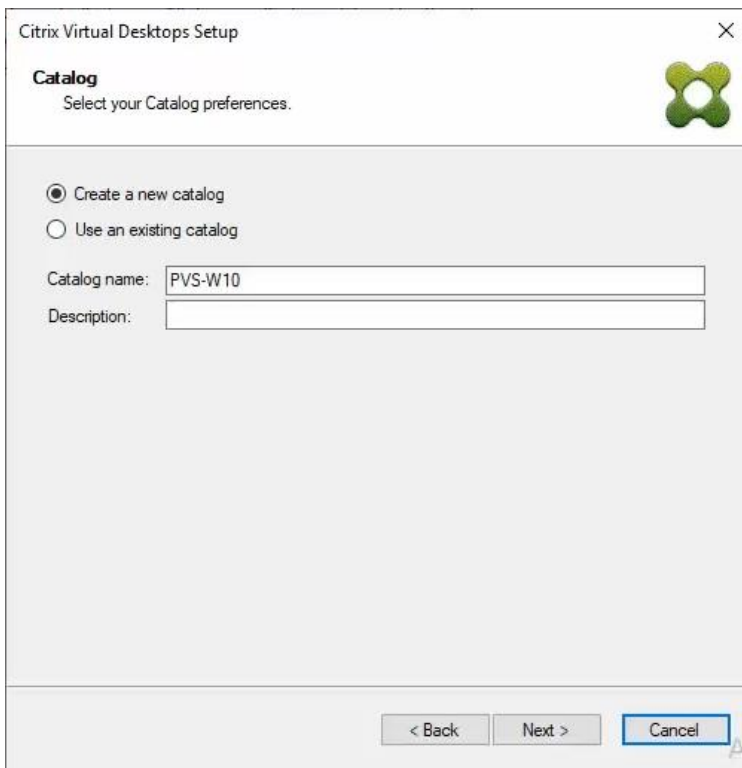 Citrix Virtual Desktops Setup
Catalog
Select your Catalog preferences.
Create a new catalog
Use an existing catalog
Catalog name: PVS-W10
Description:
< Back Next > Cancel